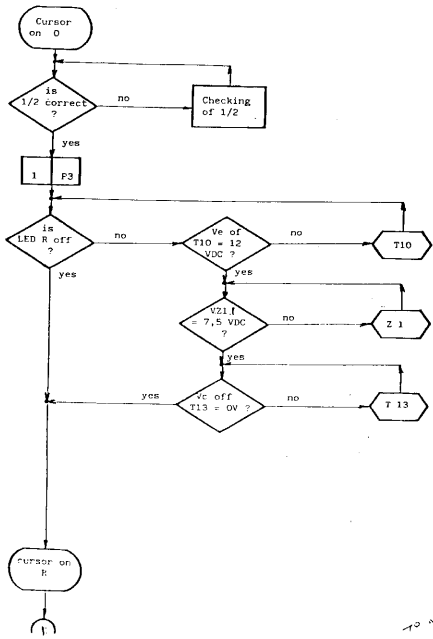 Cursor
on O
is
1/2 correct
?
no
Checking
of 1/2
yes
1 P3
is
LED R off
?
no
Ve of
T10 = 12
VDC ?
no
T10
yes
yes
VZ1
= 7,5 VDC
?
no
Z 1
yes
Vc off
T13 = OV ?
yes
no
T 13
cursor on
R
1